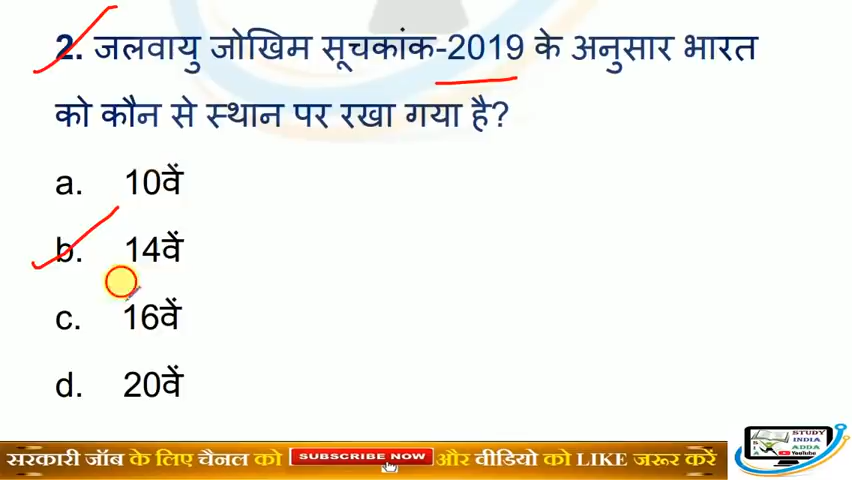 2. जलवायु जोखिम सूचकांक-2019 के अनुसार भारत
को कौन से स्थान पर रखा गया है?
a. 10वें
b. 14वें
c. 16वें
d. 20वें
सरकारी जॉब के लिए चैनल को SUBSCRIBE NOW और वीडियो को LIKE जरूर करें
STUDY
INDIA
ADDA
YouTube